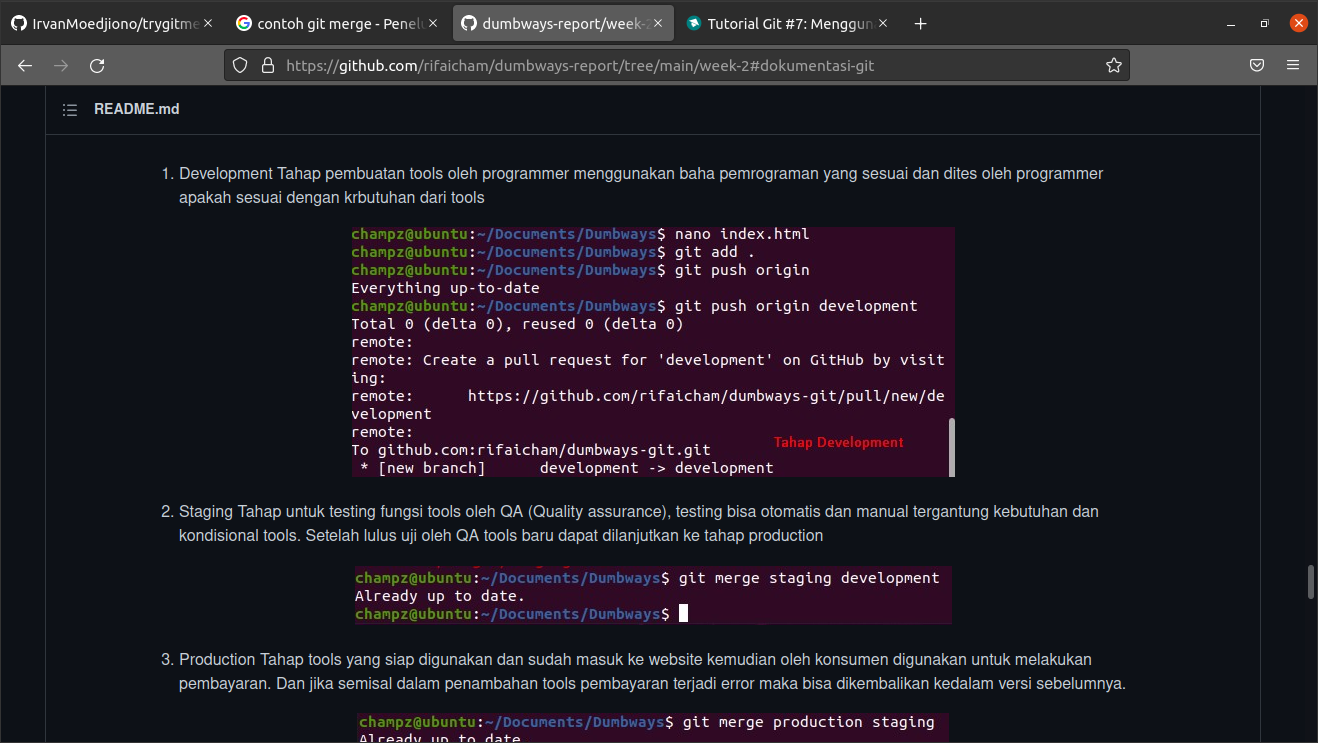 IrvanMoedjiono/trygitme
contoh git merge - Penelu
dumbways-report/week-2
Tutorial Git #7: Menggun
https://github.com/rifaicham/dumbways-report/tree/main/week-2#dokumentasi-git
README.md
1. Development Tahap pembuatan tools oleh programmer menggunakan baha pemrograman yang sesuai dan dites oleh programmer
apakah sesuai dengan krbutuhan dari tools
champz@ubuntu:~/Documents/Dumbways$ nano index.html
champz@ubuntu:~/Documents/Dumbways$ git add .
champz@ubuntu:~/Documents/Dumbways$ git push origin
Everything up-to-date
champz@ubuntu:~/Documents/Dumbways$ git push origin development
Total 0 (delta 0), reused 0 (delta 0)
remote:
remote: Create a pull request for 'development' on GitHub by visit
ing:
remote:      https://github.com/rifaicham/dumbways-git/pull/new/de
velopment
remote:
Tahap Development
To github.com:rifaicham/dumbways-git.git
 * [new branch]      development -> development
2. Staging Tahap untuk testing fungsi tools oleh QA (Quality assurance), testing bisa otomatis dan manual tergantung kebutuhan dan
kondisional tools. Setelah lulus uji oleh QA tools baru dapat dilanjutkan ke tahap production
champz@ubuntu:~/Documents/Dumbways$ git merge staging development
Already up to date.
champz@ubuntu:~/Documents/Dumbways$
3. Production Tahap tools yang siap digunakan dan sudah masuk ke website kemudian oleh konsumen digunakan untuk melakukan
pembayaran. Dan jika semisal dalam penambahan tools pembayaran terjadi error maka bisa dikembalikan kedalam versi sebelumnya.
champz@ubuntu:~/Documents/Dumbways$ git merge production staging
Already up to date